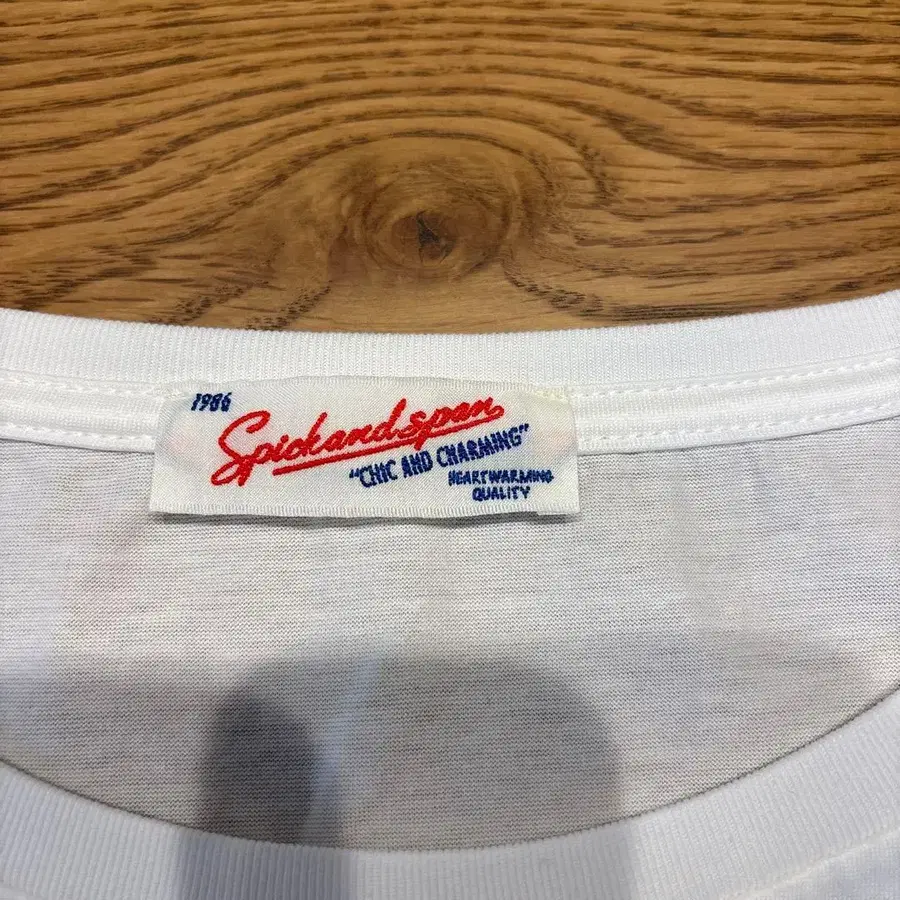 1986
Spickandspan
"CHIC AND CHARMING"
HEARTWARMING
QUALITY